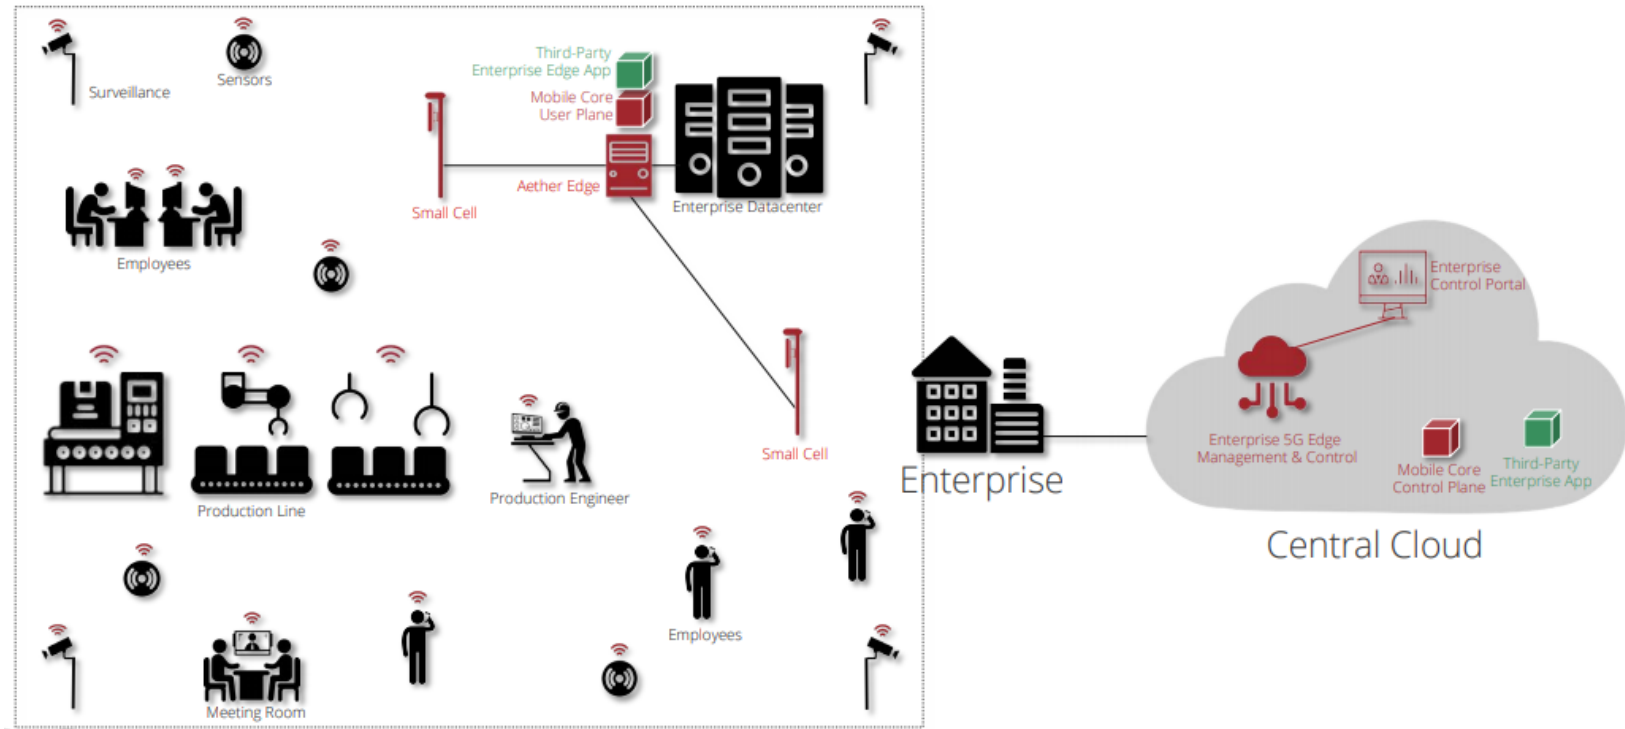 Surveillance
Sensors
Third-Party
Enterprise Edge App
Mobile Core
User Plane
Aether Edge
Small Cell
Enterprise Datacenter
Employees
Small Cell
Production Line
Production Engineer
Employees
Meeting Room
Enterprise
Enterprise
Control Portal
Enterprise 5G Edge
Management & Control
Mobile Core
Control Plane
Third-Party
Enterprise App
Central Cloud